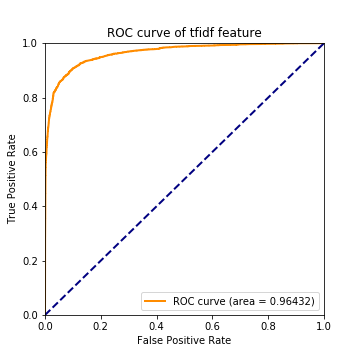 ROC curve of tfidf feature
1.0
0.8
0.6
0.4
0.2
0.0
True Positive Rate
ROC curve (area = 0.96432)
0.0 0.2 0.4 0.6 0.8 1.0
False Positive Rate